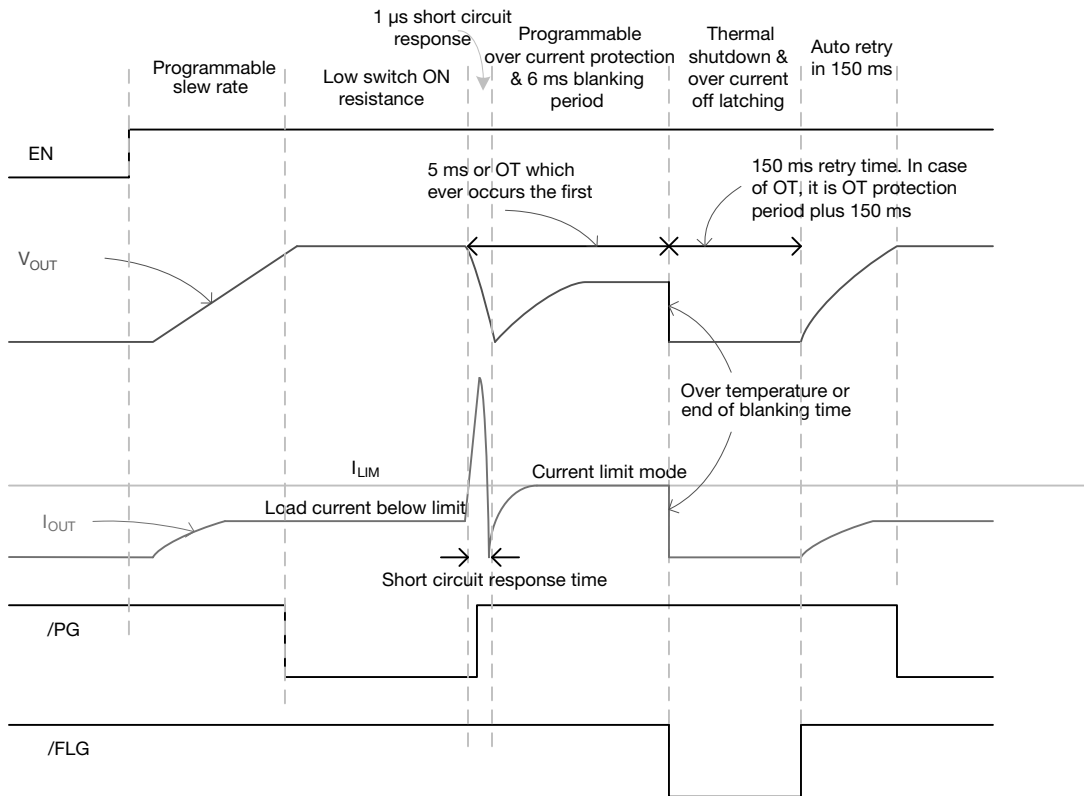 1 µs short circuit
response
Programmable
slew rate
Low switch ON
resistance
Programmable
over current protection
& 6 ms blanking
period
Thermal
shutdown &
over current
off latching
Auto retry
in 150 ms
EN
5 ms or OT which
ever occurs the first
150 ms retry time. In case
of OT, it is OT protection
period plus 150 ms
VOUT
Over temperature or
end of blanking time
ILIM
Current limit mode
Load current below limit
IOUT
Short circuit response time
/PG
/FLG